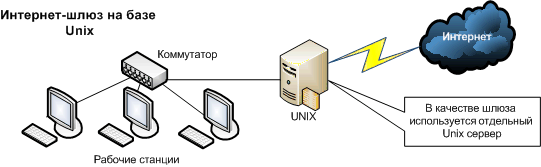 Интернет-шлюз на базе
Unix
Коммутатор
Интернет
UNIX
В качестве шлюза
используется отдельный
Unix сервер
Рабочие станции